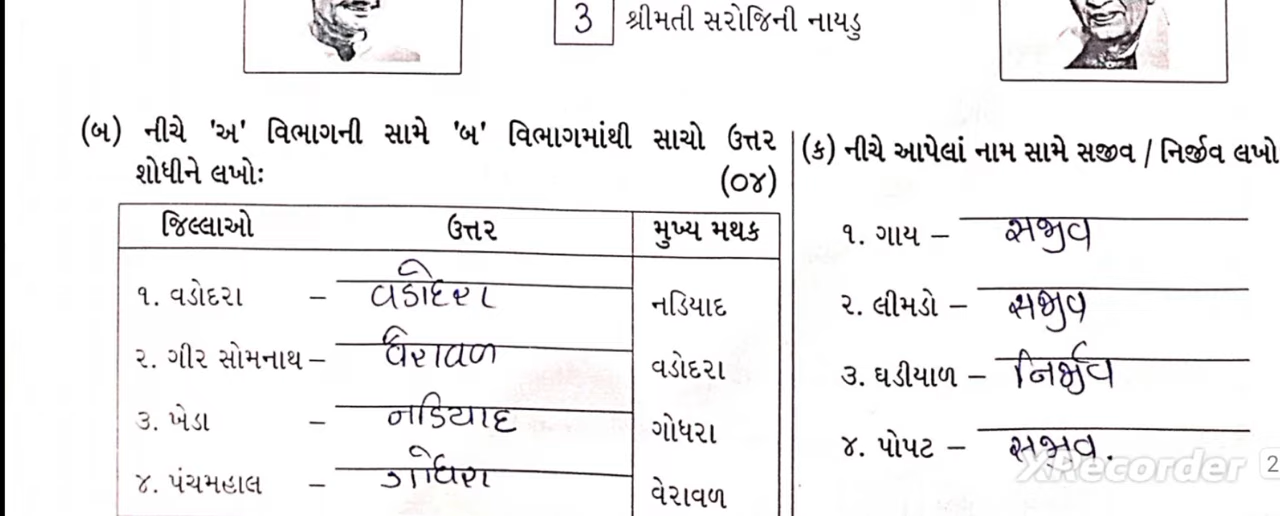 3 શ્રીમતી સરોજિની નાયડુ
(બ) નીચે 'અ' વિભાગની સામે 'બ' વિભાગમાંથી સાચો ઉત્તર
શોધીને લખોઃ (૦૪)
જિલ્લાઓ ઉત્તર મુખ્ય મથક
૧. વડોદરા – વડોદરા નડિયાદ
૨. ગીર સોમનાથ – વેરાવળ વડોદરા
૩. ખેડા – નડિયાદ ગોધરા
૪. પંચમહાલ – ગોધરા વેરાવળ
(ક) નીચે આપેલાં નામ સામે સજીવ / નિર્જીવ લખો
૧. ગાય – સજીવ
૨. લીમડો – સજીવ
૩. ઘડીયાળ – નિર્જીવ
૪. પોપટ – સજીવ.
XRecorder 2